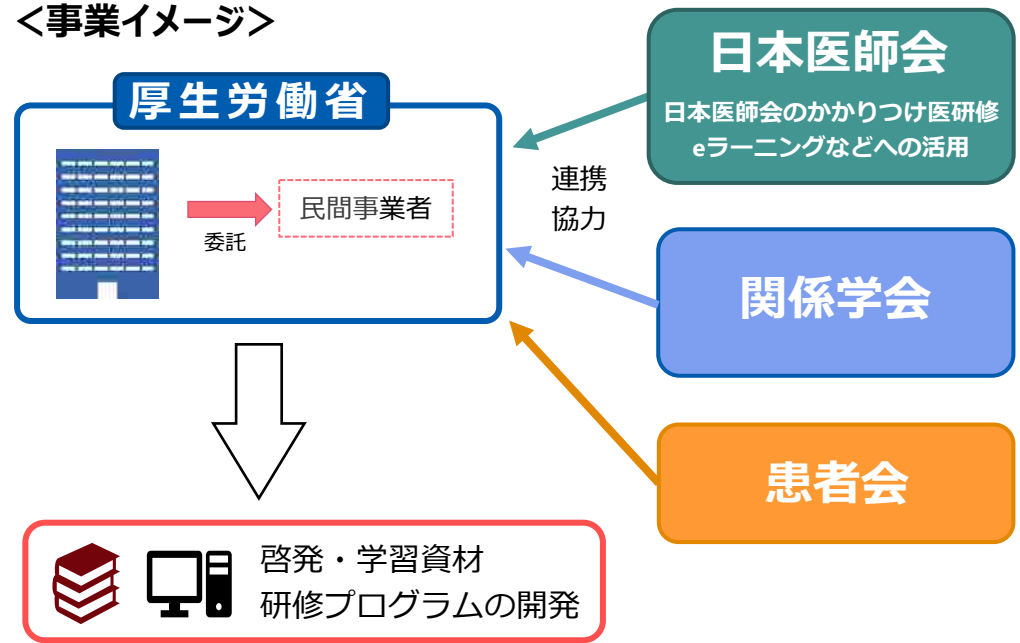 ＜事業イメージ＞
厚生労働省
委託
民間事業者
連携
協力
日本医師会
日本医師会のかかりつけ医研修
eラーニングなどへの活用
関係学会
患者会
啓発・学習資材
研修プログラムの開発